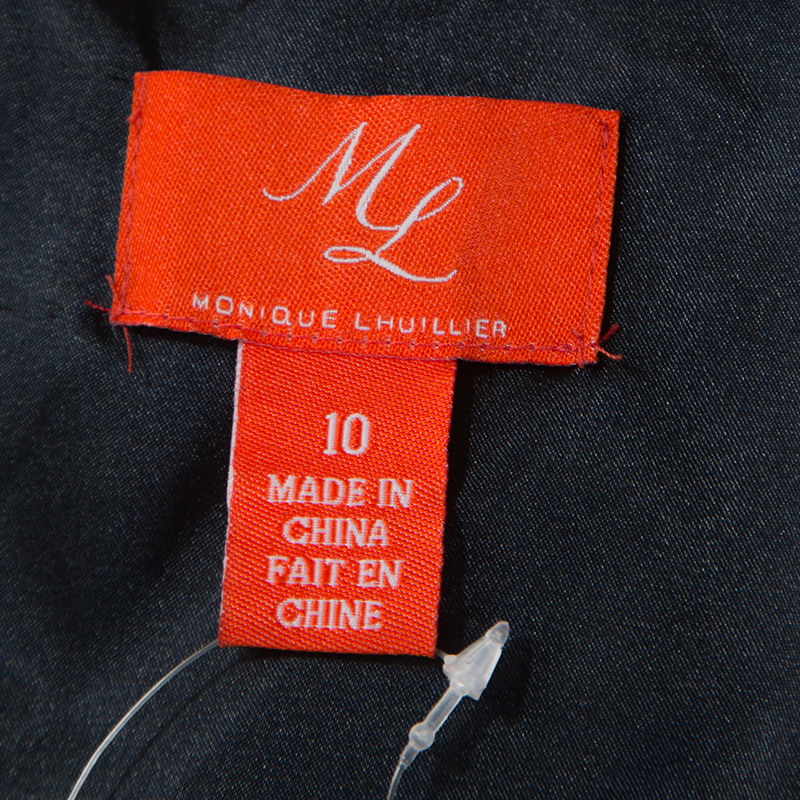 ML
MONIQUE LHUILLIER
10
MADE IN
CHINA
FAIT EN
CHINE